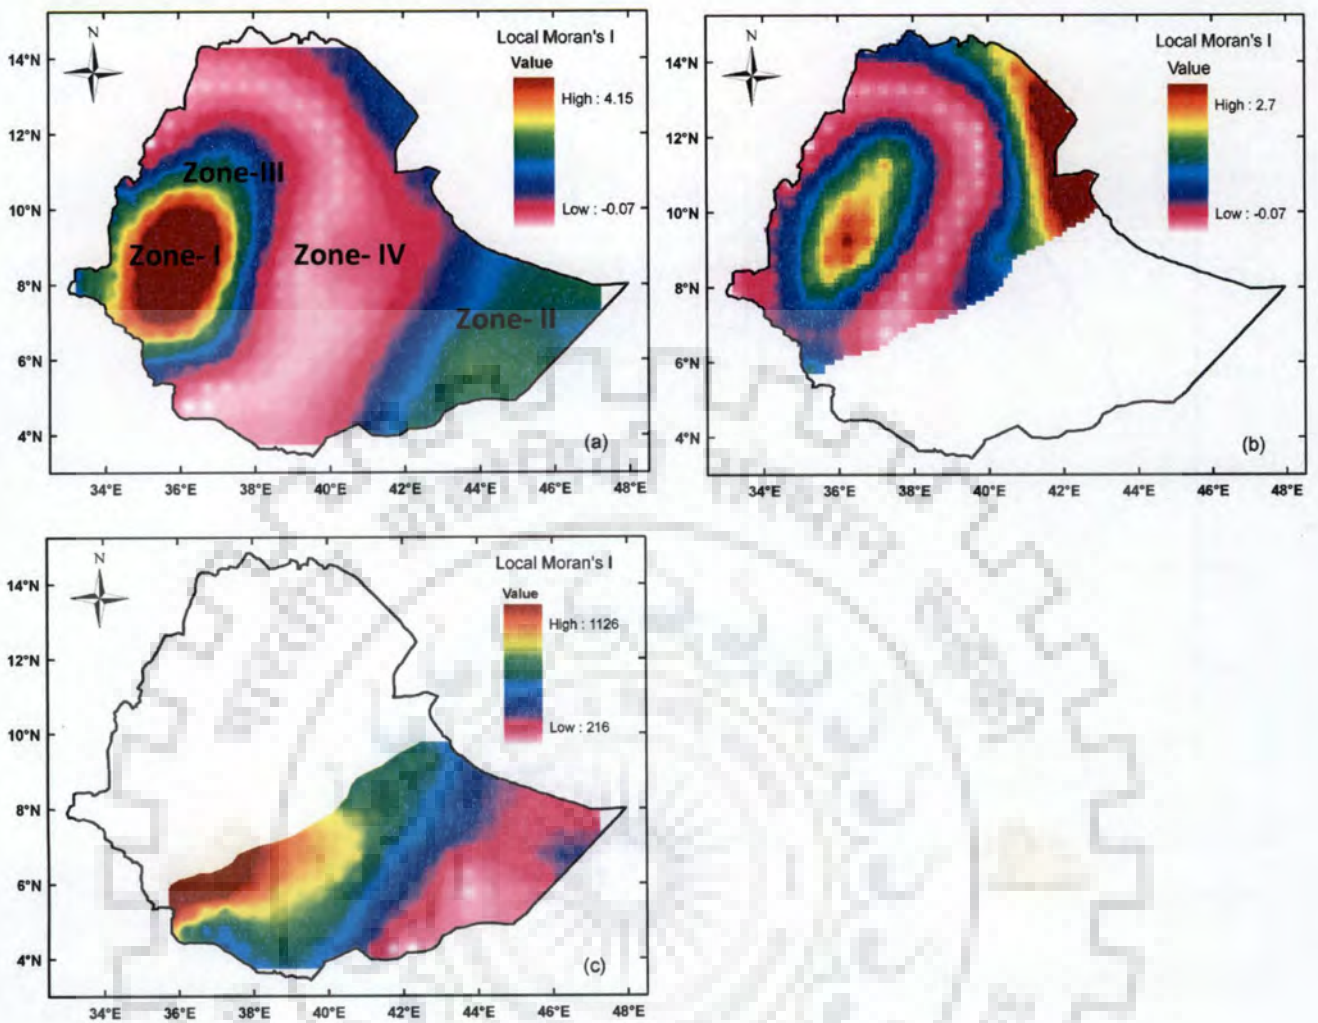 N
Local Moran's I
Value
High : 4.15
Low : -0.07
14°N
12°N
10°N
8°N
6°N
4°N
Zone-III
Zone- I
Zone- IV
Zone- II
(a)
34°E 36°E 38°E 40°E 42°E 44°E 46°E 48°E
N
Local Moran's I
Value
High : 2.7
Low : -0.07
14°N
12°N
10°N
8°N
6°N
4°N
(b)
34°E 36°E 38°E 40°E 42°E 44°E 46°E 48°E
N
Local Moran's I
Value
High : 1126
Low : 216
14°N
12°N
10°N
8°N
6°N
4°N
(c)
34°E 36°E 38°E 40°E 42°E 44°E 46°E 48°E